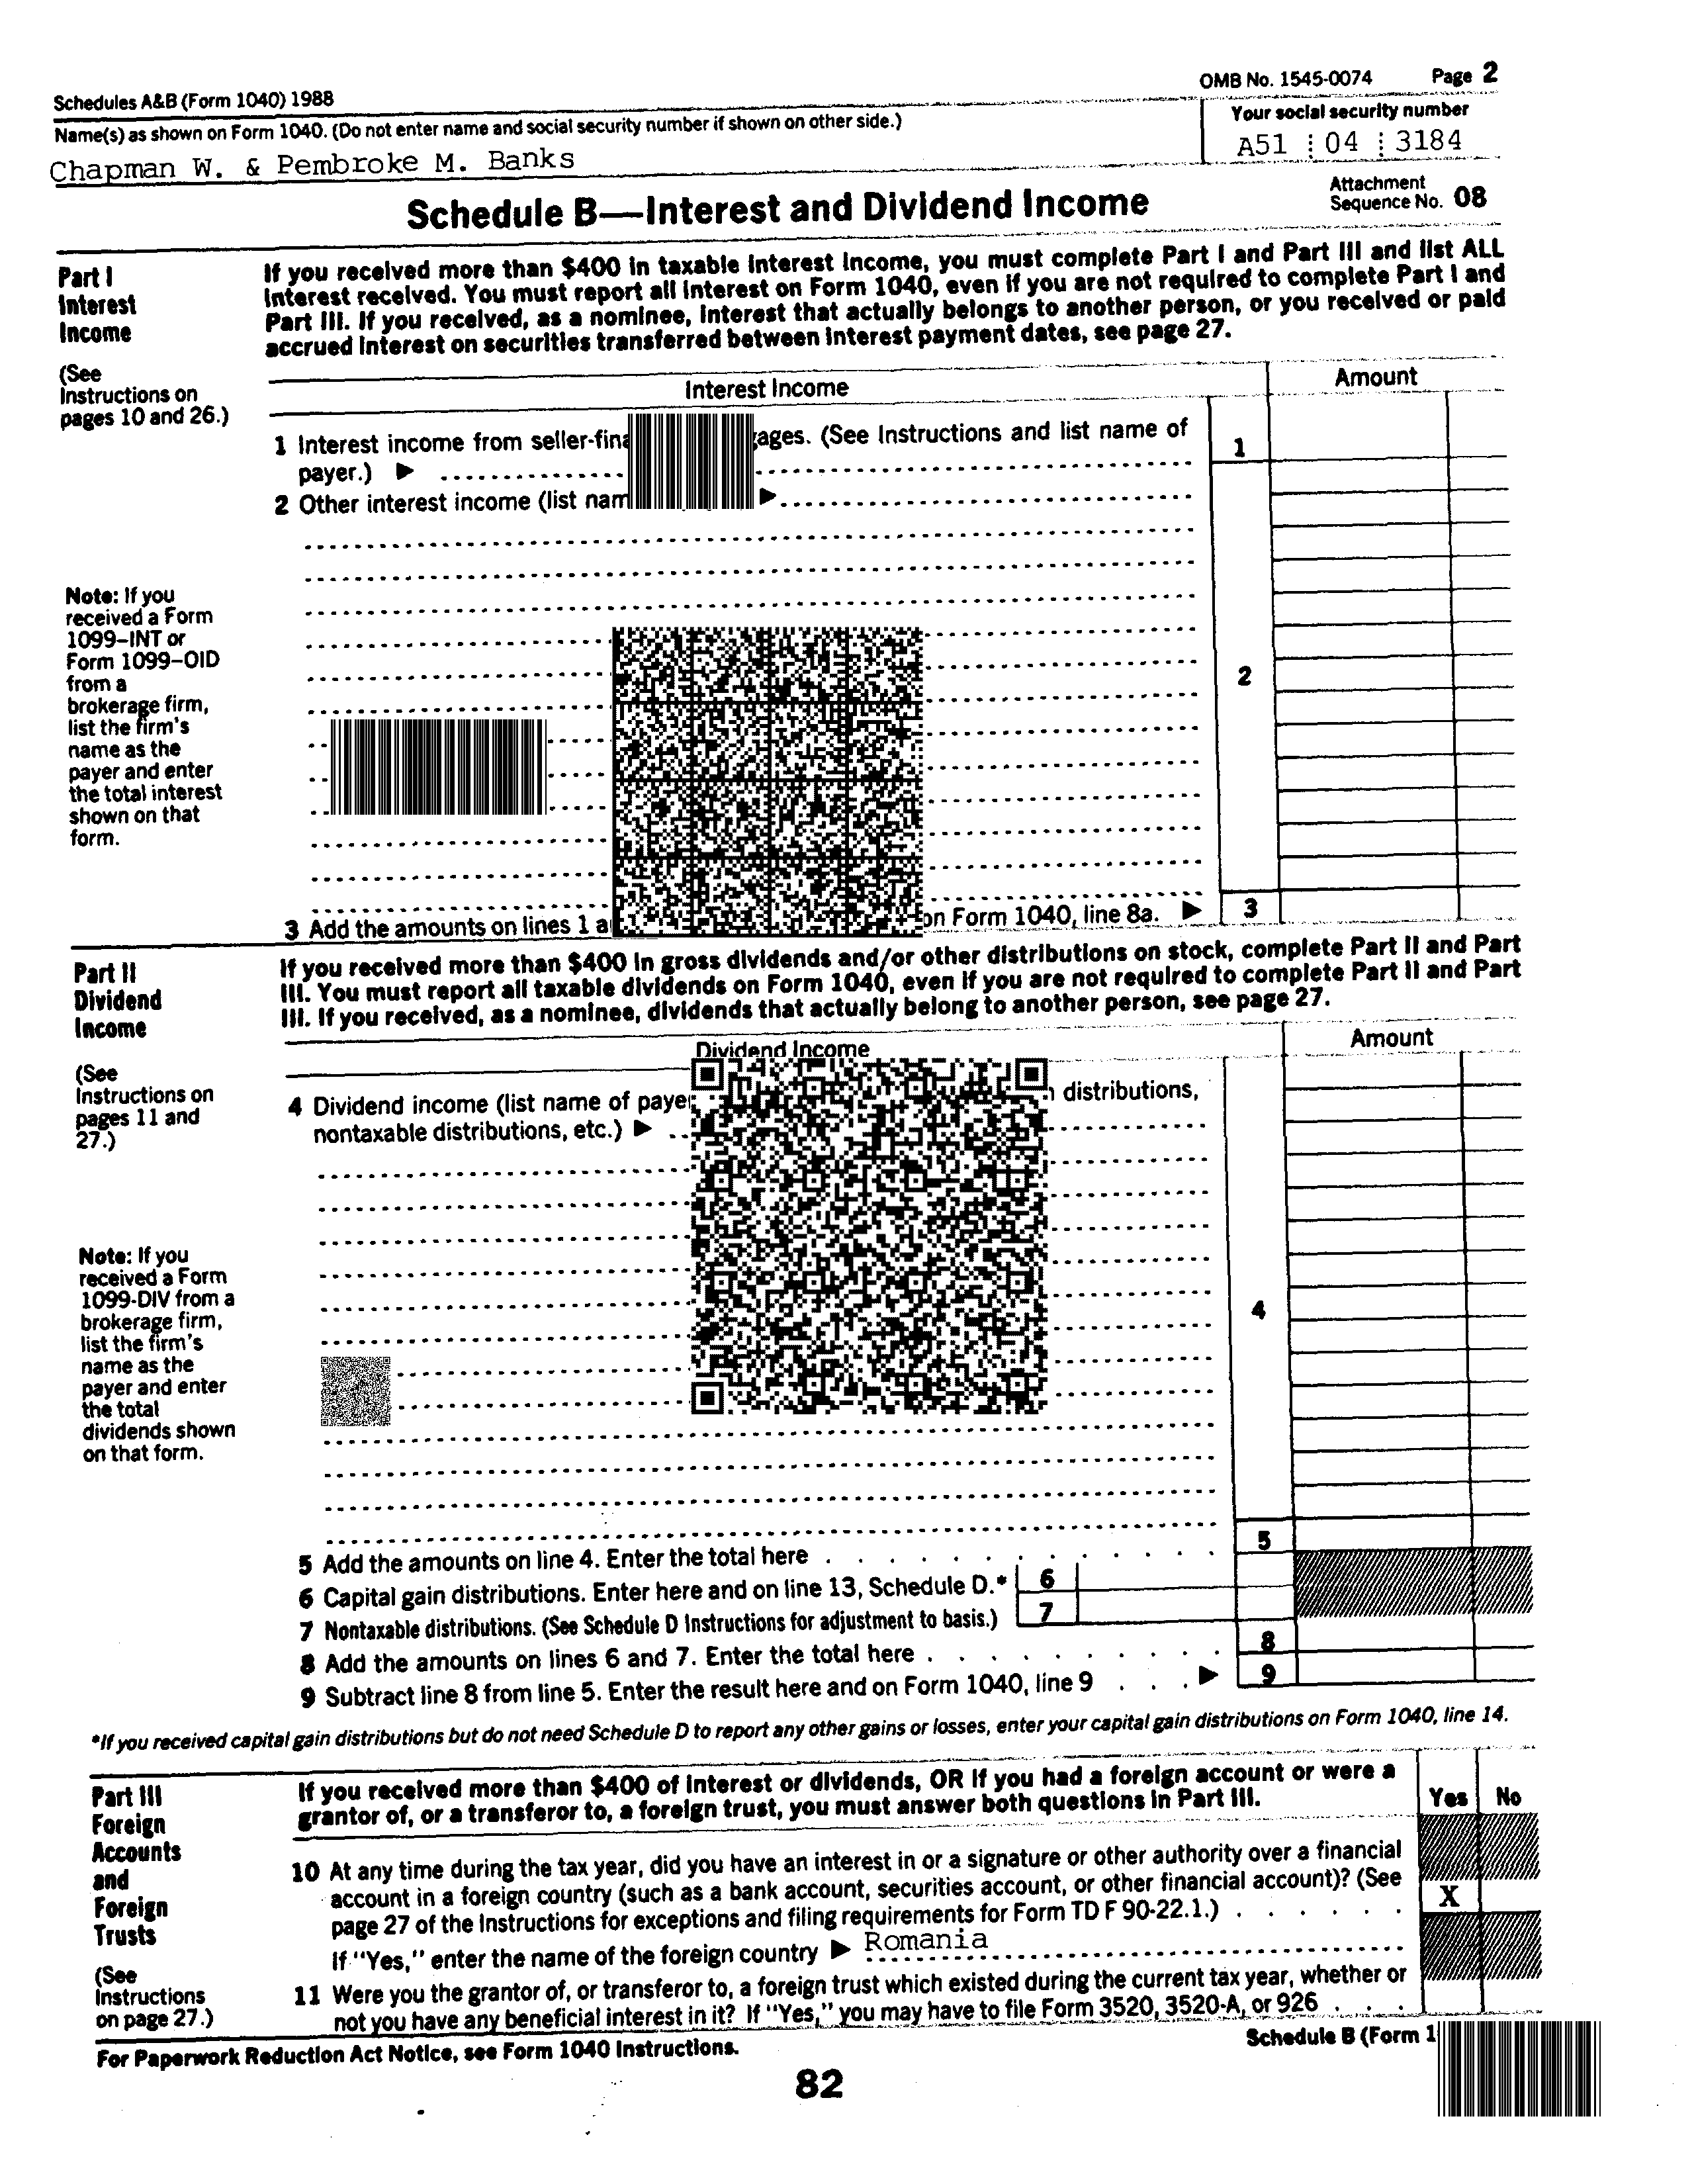 Schedules A&B (Form 1040) 1988
OMB No. 1545-0074
Page 2
Name(s) as shown on Form 1040. (Do not enter name and social security number if shown on other side.)
Your social security number
Chapman W. & Pembroke M. Banks
A51 04 3184
Schedule B—Interest and Dividend Income
Attachment
Sequence No. 08
Part I
Interest
Income
(See
Instructions on
pages 10 and 26.)
If you received more than $400 in taxable interest income, you must complete Part I and Part III and list ALL
interest received. You must report all interest on Form 1040, even if you are not required to complete Part I and
Part III. If you received, as a nominee, interest that actually belongs to another person, or you received or paid
accrued interest on securities transferred between interest payment dates, see page 27.
Interest Income
Amount
1 Interest income from seller-fina ages. (See Instructions and list name of
payer.) ▶
1
2 Other interest income (list nam ▶
Note: If you
received a Form
1099–INT or
Form 1099–OID
from a
brokerage firm,
list the firm's
name as the
payer and enter
the total interest
shown on that
form.
2
3 Add the amounts on lines 1 a on Form 1040, line 8a. ▶
3
Part II
Dividend
Income
(See
Instructions on
pages 11 and
27.)
If you received more than $400 in gross dividends and/or other distributions on stock, complete Part II and Part
III. You must report all taxable dividends on Form 1040, even if you are not required to complete Part II and Part
III. If you received, as a nominee, dividends that actually belong to another person, see page 27.
Dividend Income
Amount
4 Dividend income (list name of paye distributions,
nontaxable distributions, etc.) ▶
Note: If you
received a Form
1099-DIV from a
brokerage firm,
list the firm's
name as the
payer and enter
the total
dividends shown
on that form.
4
5 Add the amounts on line 4. Enter the total here . . . . . . . . . . . . .
5
6 Capital gain distributions. Enter here and on line 13, Schedule D.*
6
7 Nontaxable distributions. (See Schedule D Instructions for adjustment to basis.)
7
8 Add the amounts on lines 6 and 7. Enter the total here . . . . . . . . . .
8
9 Subtract line 8 from line 5. Enter the result here and on Form 1040, line 9 . . . ▶
9
*If you received capital gain distributions but do not need Schedule D to report any other gains or losses, enter your capital gain distributions on Form 1040, line 14.
Part III
Foreign
Accounts
and
Foreign
Trusts
(See
Instructions
on page 27.)
If you received more than $400 of interest or dividends, OR if you had a foreign account or were a
grantor of, or a transferor to, a foreign trust, you must answer both questions in Part III.
Yes No
10 At any time during the tax year, did you have an interest in or a signature or other authority over a financial
account in a foreign country (such as a bank account, securities account, or other financial account)? (See
page 27 of the Instructions for exceptions and filing requirements for Form TD F 90-22.1.) . . . . . .
X
If "Yes," enter the name of the foreign country ▶ Romania
11 Were you the grantor of, or transferor to, a foreign trust which existed during the current tax year, whether or
not you have any beneficial interest in it? If "Yes," you may have to file Form 3520, 3520-A, or 926 . . .
For Paperwork Reduction Act Notice, see Form 1040 Instructions.
Schedule B (Form 1
82